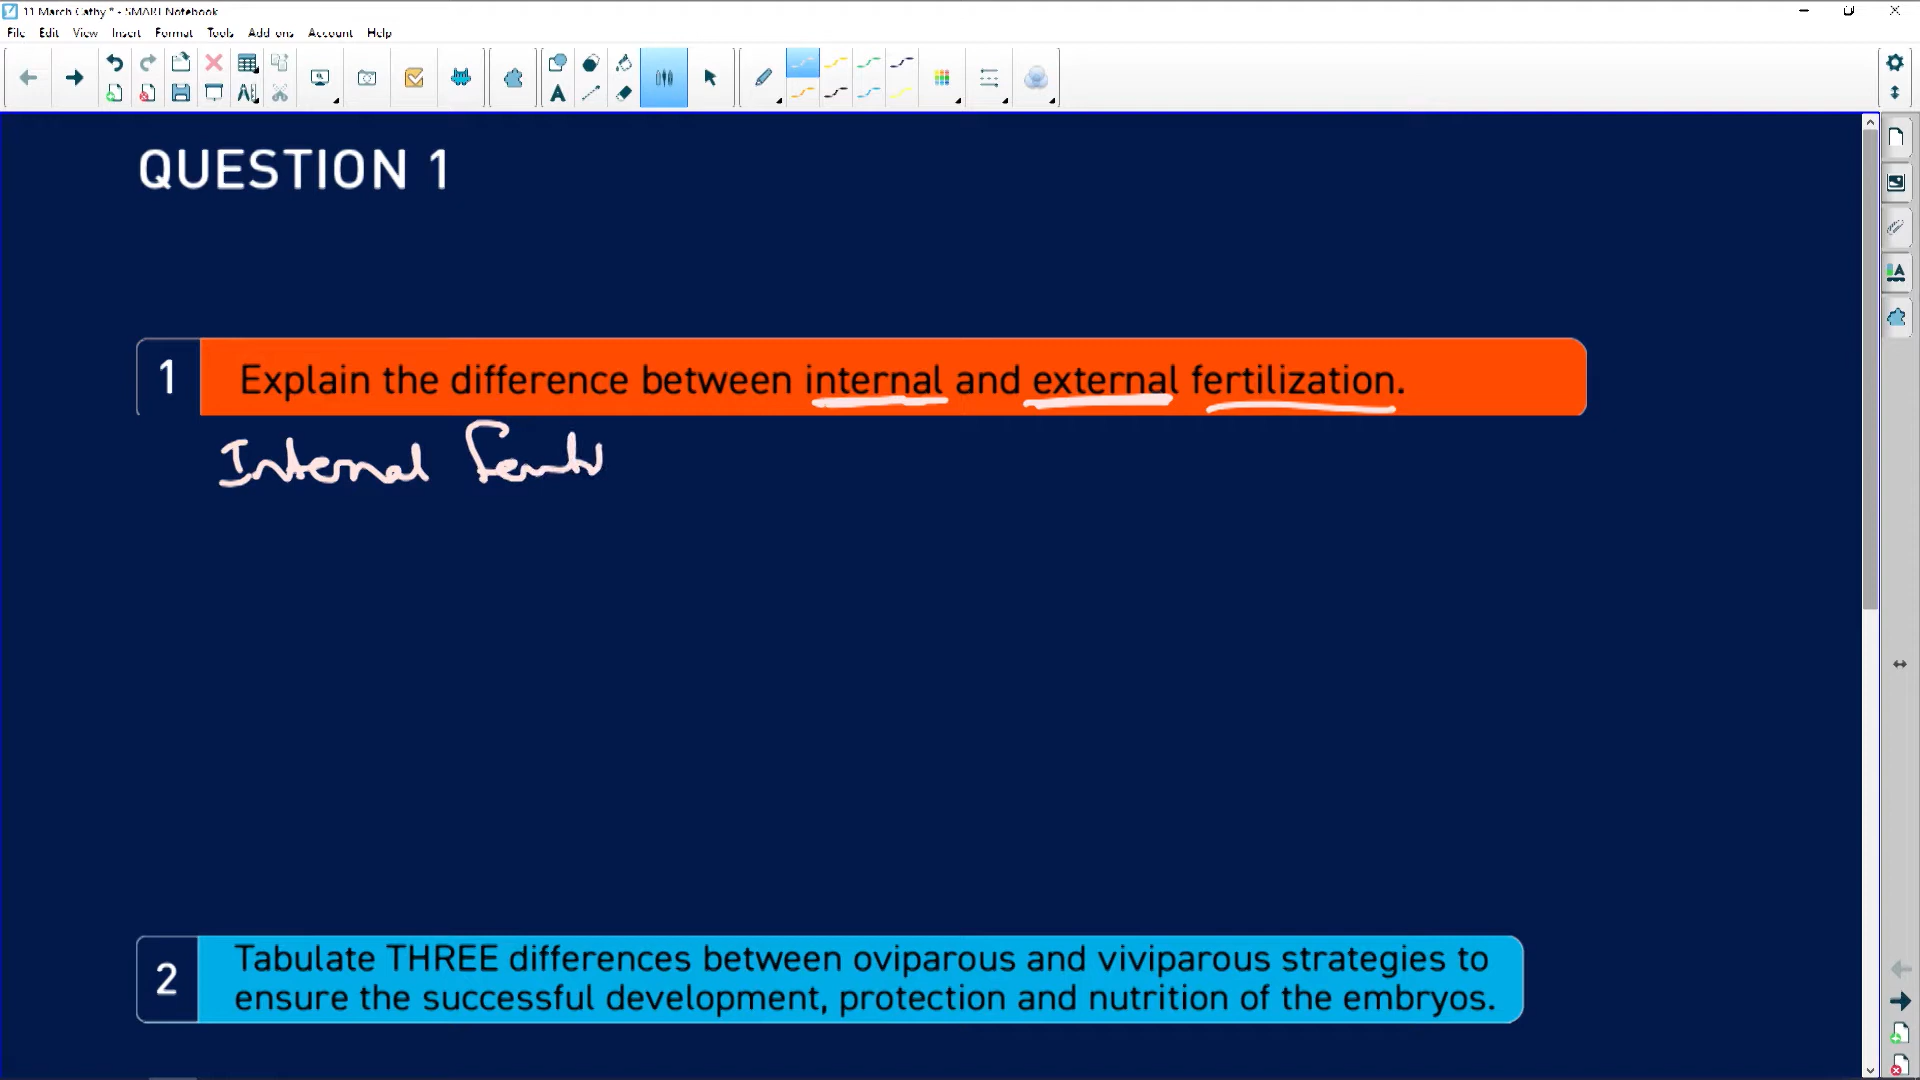 11 March Cathy * - SMART Notebook
File Edit View Insert Format Tools Add-ons Account Help
QUESTION 1
1 Explain the difference between internal and external fertilization.
Internal
2 Tabulate THREE differences between oviparous and viviparous strategies to
ensure the successful development, protection and nutrition of the embryos.